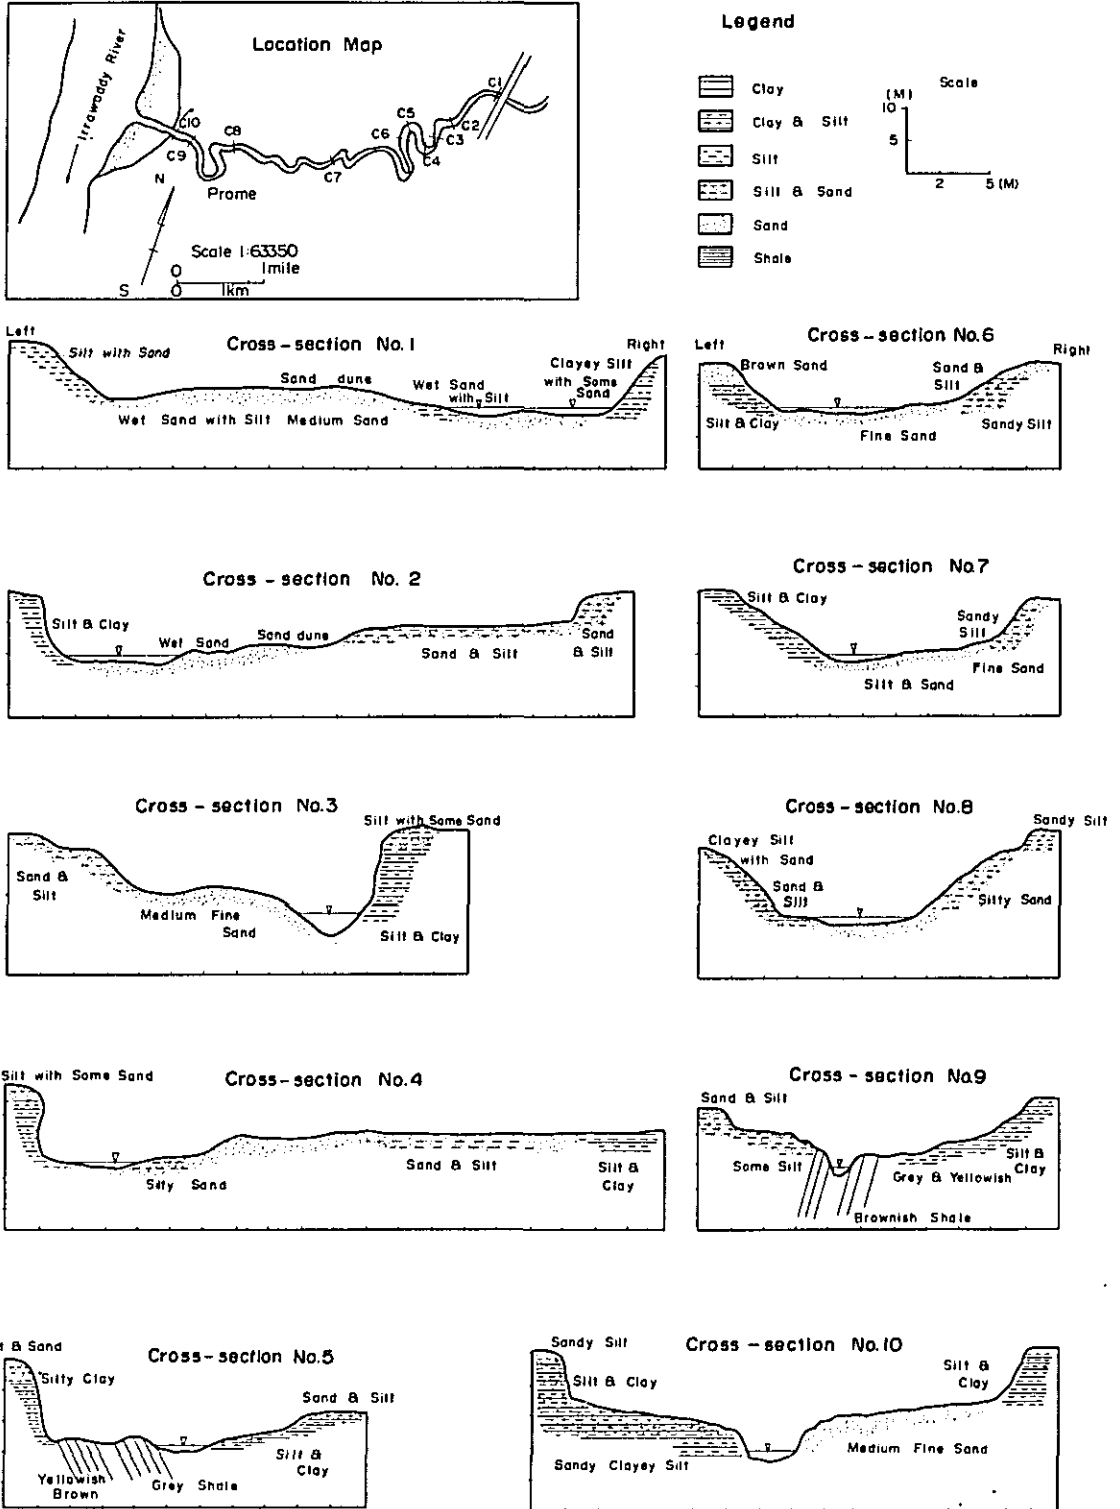 Location Map
Irrawaddy River
C1
C2
C3
C4
C5
C6
C7
C8
C9
C10
Prome
N
S
Scale 1:63350
0 1mile
0 1km
Legend
Clay
Clay & Silt
Silt
Silt & Sand
Sand
Shale
Scale
(M)
10
5
2 5 (M)
Cross-section No.1
Left
Right
Silt with Sand
Sand dune
Wet Sand with Silt
Medium Sand
Wet Sand
with Silt
Clayey Silt
with Some
Sand
Cross-section No.6
Left
Right
Brown Sand
Sand &
Silt
Silt & Clay
Fine Sand
Sandy Silt
Cross-section No. 2
Silt & Clay
Wet Sand
Sand dune
Sand & Silt
Sand
& Silt
Cross-section No.7
Silt & Clay
Sandy
Silt
Fine Sand
Silt & Sand
Cross-section No.3
Silt with Some Sand
Sand &
Silt
Medium Fine
Sand
Silt & Clay
Cross-section No.8
Sandy Silt
Clayey Silt
with Sand
Sand &
Silt
Silty Sand
Cross-section No.4
Silt with Some Sand
Silty Sand
Sand & Silt
Silt &
Clay
Cross-section No.9
Sand & Silt
Some Silt
Silt &
Clay
Grey & Yellowish
Brownish Shale
Cross-section No.5
& Sand
Silty Clay
Sand & Silt
Silt &
Clay
Yellowish
Brown
Grey Shale
Cross-section No.10
Sandy Silt
Silt & Clay
Silt &
Clay
Sandy Clayey Silt
Medium Fine Sand